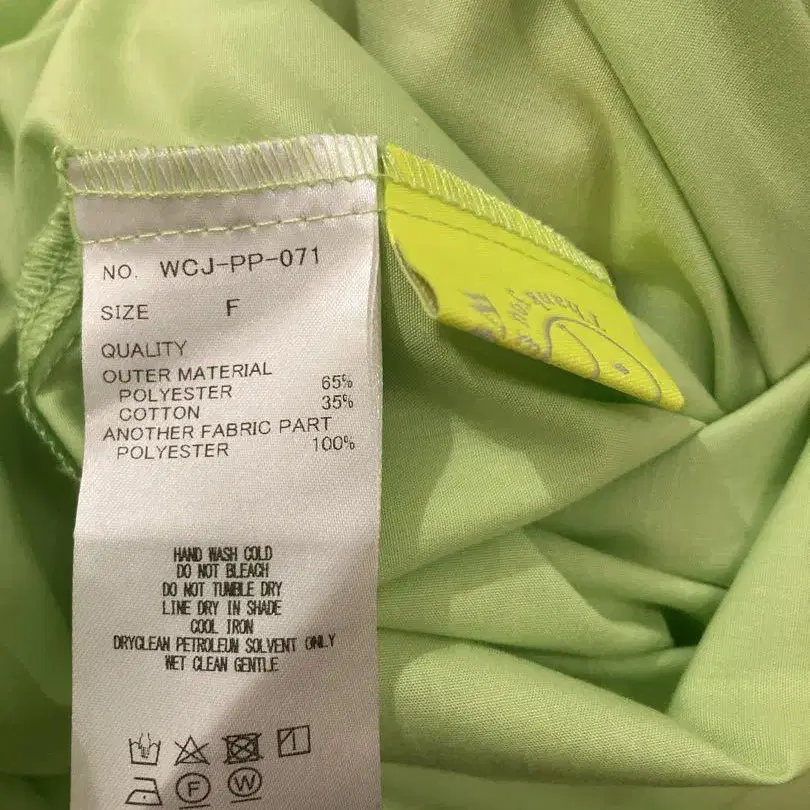 NO. WCJ-PP-071
SIZE F
QUALITY
OUTER MATERIAL
POLYESTER 65%
COTTON 35%
ANOTHER FABRIC PART
POLYESTER 100%
HAND WASH COLD
DO NOT BLEACH
DO NOT TUMBLE DRY
LINE DRY IN SHADE
COOL IRON
DRYCLEAN PETROLEUM SOLVENT ONLY
WET CLEAN GENTLE
F W
Thank you